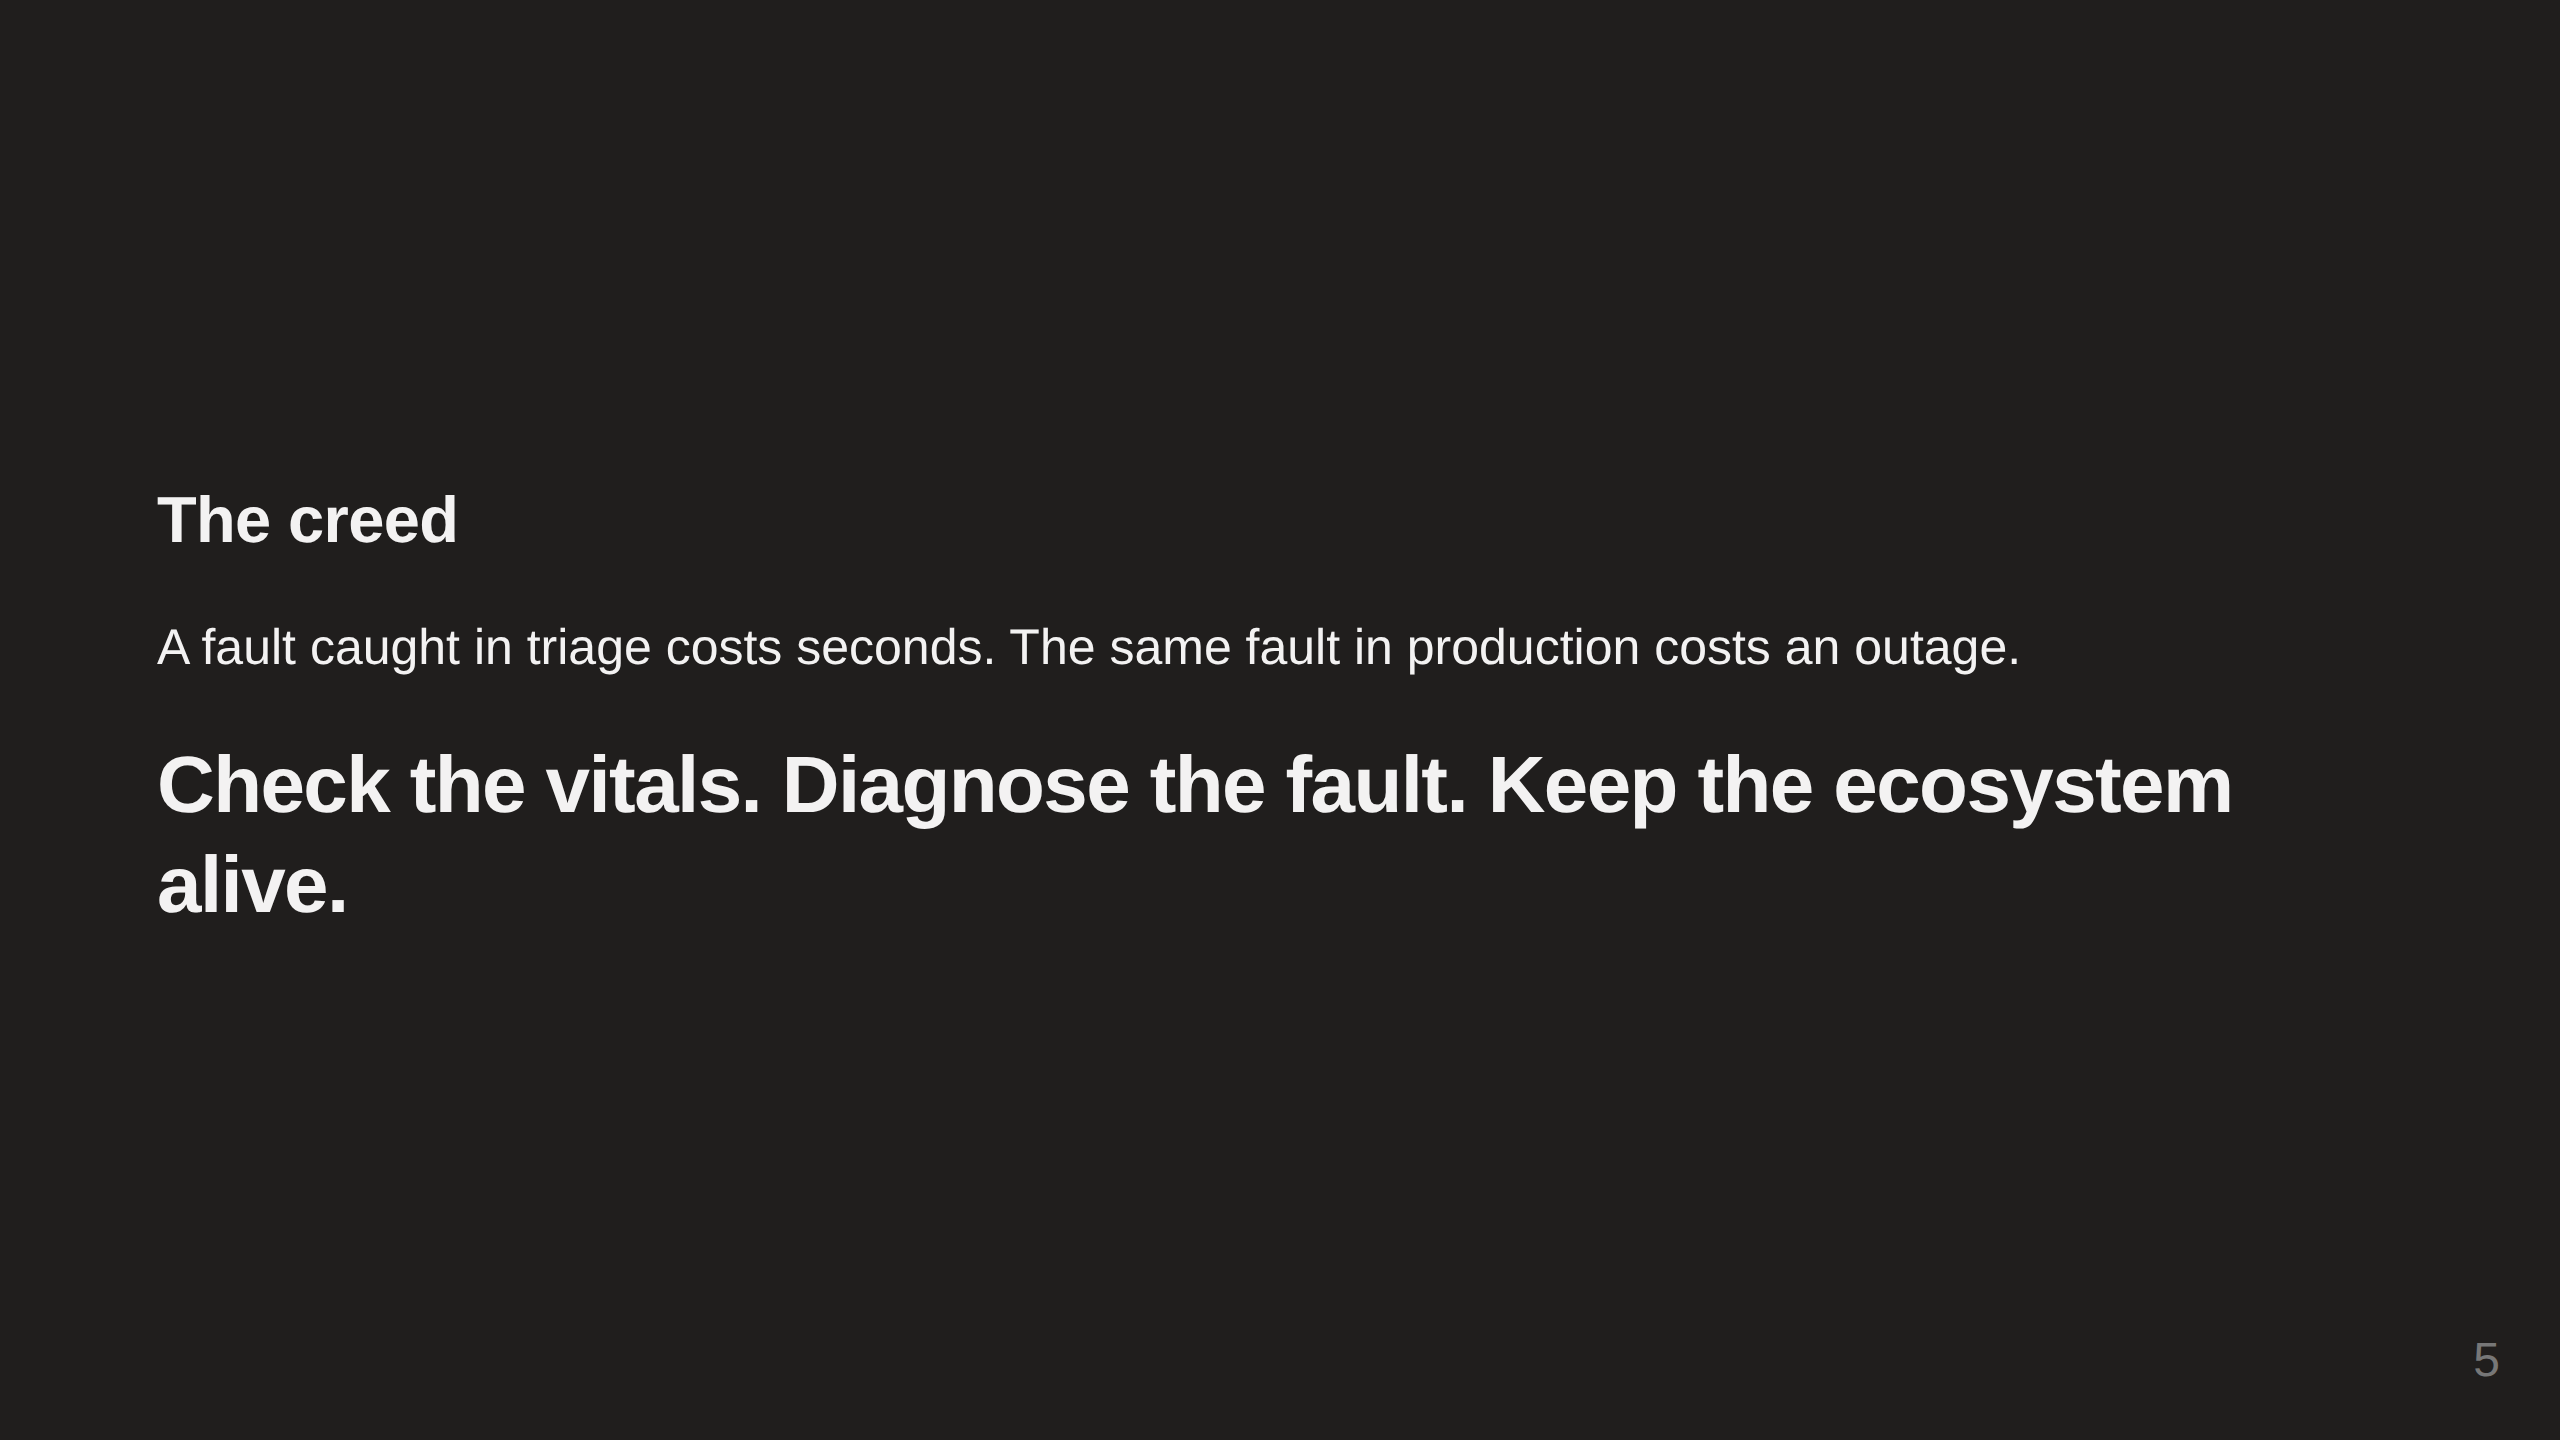 The creed
A fault caught in triage costs seconds. The same fault in production costs an outage.
Check the vitals. Diagnose the fault. Keep the ecosystem
alive.
5